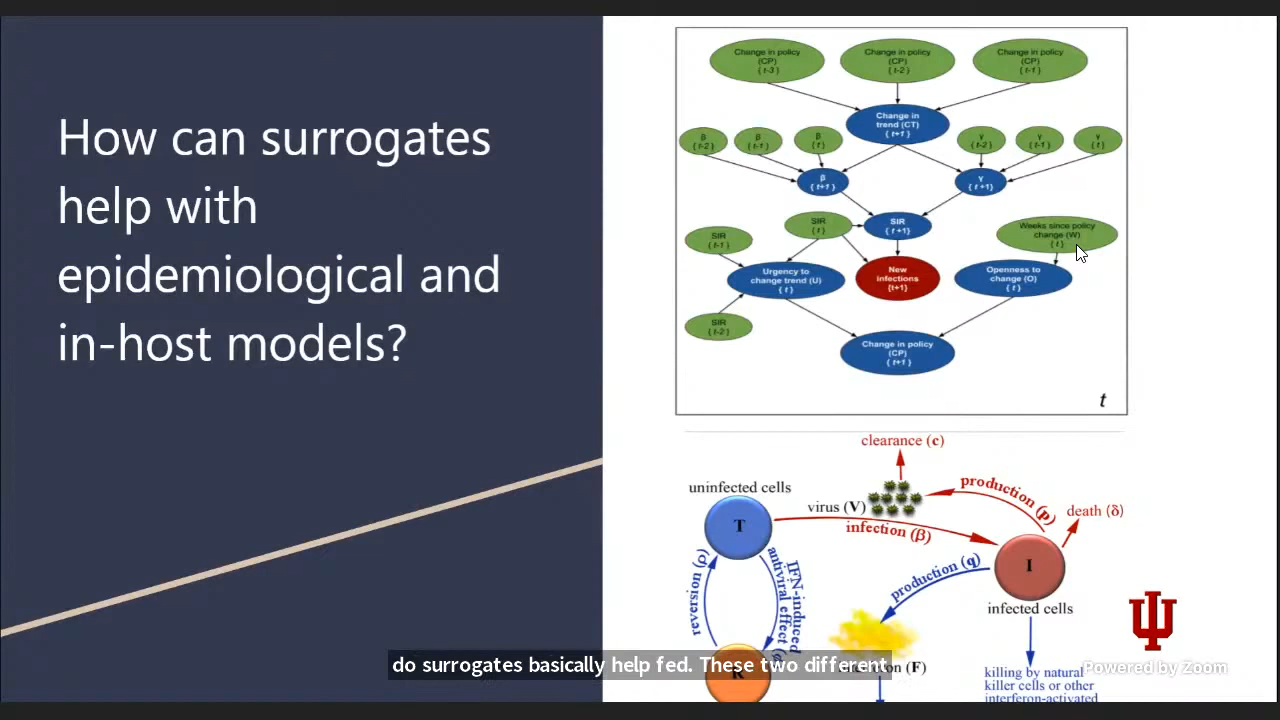 How can surrogates
help with
epidemiological and
in-host models?
Change in policy
(CP)
{ t-3 }
Change in policy
(CP)
{ t-2 }
Change in policy
(CP)
{ t-1 }
Change in
trend (CT)
{ t+1 }
β
{ t-2 }
β
{ t-1 }
β
{ t }
γ
{ t-2 }
γ
{ t-1 }
γ
{ t }
β
{ t+1 }
γ
{ t +1}
SIR
{ t }
SIR
{ t +1}
Weeks since policy
change (W)
{ t }
SIR
{ t-1 }
Urgency to
change trend (U)
{ t }
New
infections
{t+1}
Openness to
change (O)
{ t }
SIR
{ t-2 }
Change in policy
(CP)
{ t+1 }
t
clearance (c)
uninfected cells
virus (V)
production (p)
death (δ)
T
infection (β)
I
reversion (ρ)
IFN-induced
antiviral effect
production (q)
infected cells
R
(F)
killing by natural
killer cells or other
interferon-activated
do surrogates basically help fed. These two different
Powered by Zoom